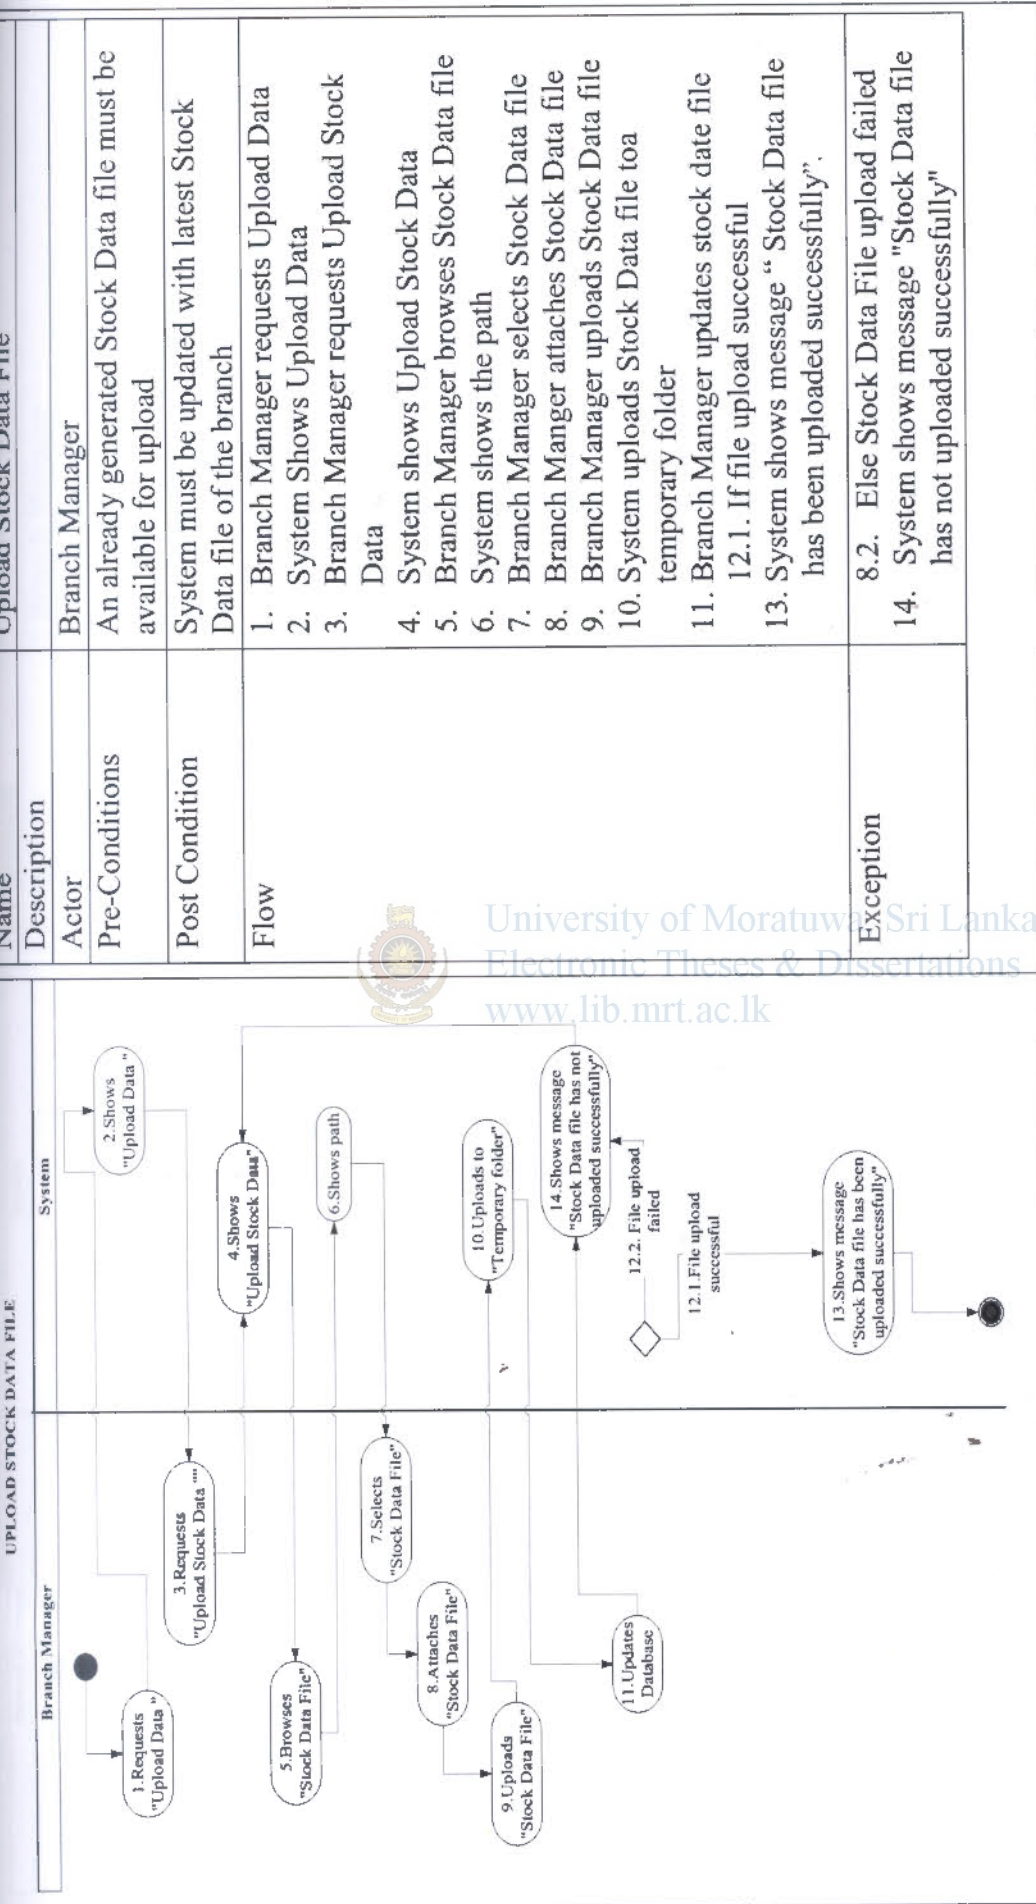 UPLOAD STOCK DATA FILE
Branch Manager
System
1.Requests
"Upload Data "
2.Shows
"Upload Data "
3.Requests
"Upload Stock Data ""
4.Shows
"Upload Stock Data"
5.Browses
"Stock Data File"
6.Shows path
7.Selects
"Stock Data File"
8.Attaches
"Stock Data File"
9.Uploads
"Stock Data File"
10.Uploads to
"Temporary folder"
11.Updates
Database
14.Shows message
"Stock Data file has not
uploaded successfully"
12.2. File upload
failed
12.1.File upload
successful
13.Shows message
"Stock Data file has been
uploaded successfully"
Name
Upload Stock Data File
Description
Actor
Branch Manager
Pre-Conditions
An already generated Stock Data file must be
available for upload
Post Condition
System must be updated with latest Stock
Data file of the branch
Flow
1. Branch Manager requests Upload Data
2. System Shows Upload Data
3. Branch Manager requests Upload Stock
Data
4. System shows Upload Stock Data
5. Branch Manager browses Stock Data file
6. System shows the path
7. Branch Manager selects Stock Data file
8. Branch Manger attaches Stock Data file
9. Branch Manager uploads Stock Data file
10. System uploads Stock Data file toa
temporary folder
11. Branch Manager updates stock date file
12.1. If file upload successful
13. System shows message “ Stock Data file
has been uploaded successfully”.
Exception
8.2. Else Stock Data File upload failed
14. System shows message "Stock Data file
has not uploaded successfully"
University of Moratuwa, Sri Lanka
Electronic Theses & Dissertations
www.lib.mrt.ac.lk